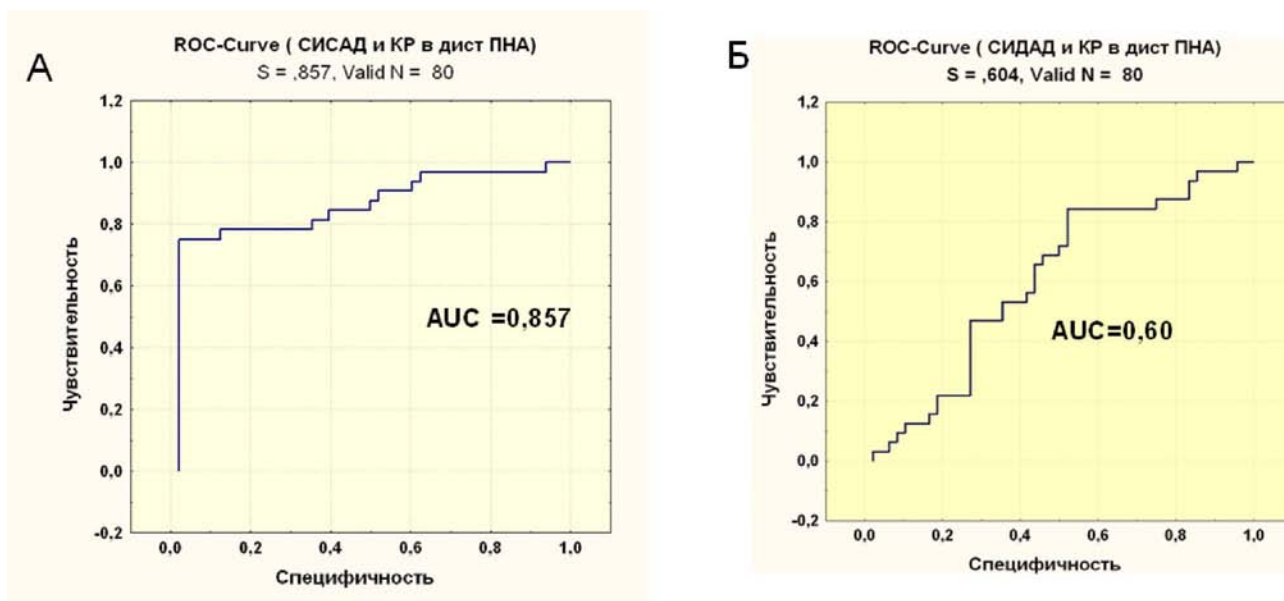 А
ROC-Curve ( СИСАД и КР в дист ПНА)
S = ,857, Valid N = 80
1,2
1,0
0,8
0,6
0,4
0,2
0,0
-0,2
Чувствительность
AUC =0,857
0,0 0,2 0,4 0,6 0,8 1,0
Специфичность
Б
ROC-Curve ( СИДАД и КР в дист ПНА)
S = ,604, Valid N = 80
1,2
1,0
0,8
0,6
0,4
0,2
0,0
-0,2
Чувствительность
AUC=0,60
0,0 0,2 0,4 0,6 0,8 1,0
Специфичность